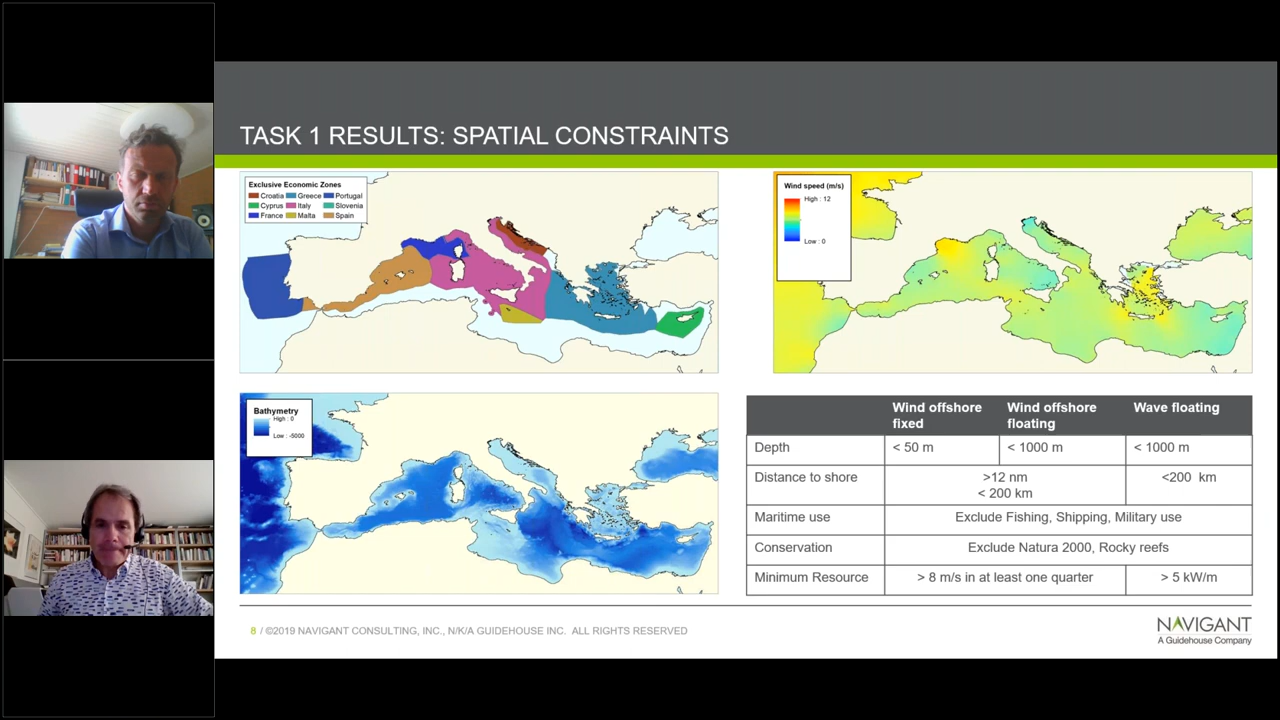 TASK 1 RESULTS: SPATIAL CONSTRAINTS
Exclusive Economic Zones
Croatia Greece Portugal
Cyprus Italy Slovenia
France Malta Spain
Wind speed (m/s)
High : 12
Low : 0
Bathymetry
High : 0
Low : -5000
Wind offshore fixed Wind offshore floating Wave floating
Depth < 50 m < 1000 m < 1000 m
Distance to shore >12 nm < 200 km <200 km
Maritime use Exclude Fishing, Shipping, Military use
Conservation Exclude Natura 2000, Rocky reefs
Minimum Resource > 8 m/s in at least one quarter > 5 kW/m
8 / ©2019 NAVIGANT CONSULTING, INC., N/K/A GUIDEHOUSE INC. ALL RIGHTS RESERVED
NAVIGANT
A Guidehouse Company